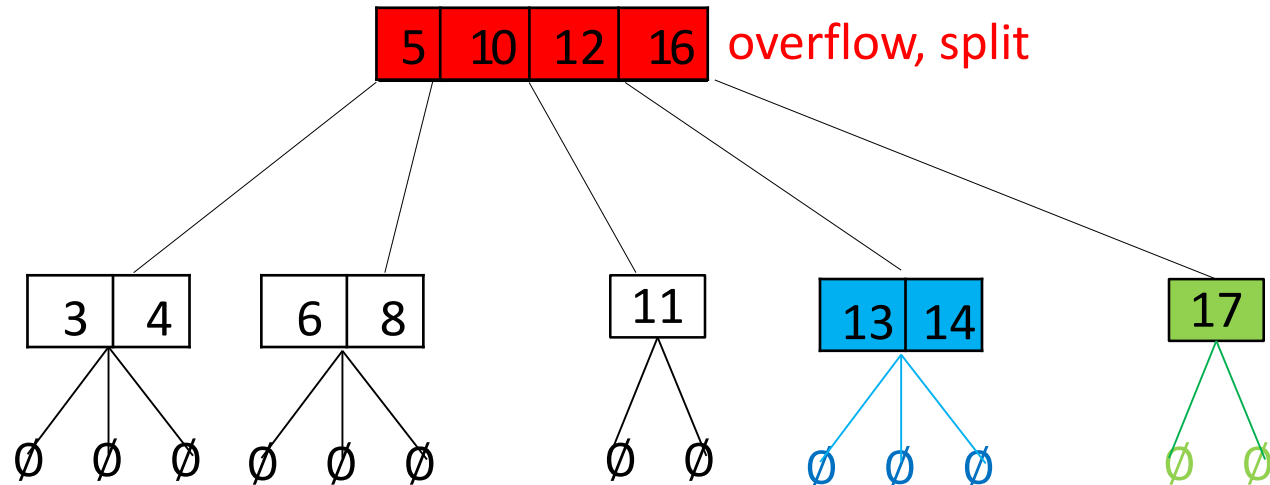 5 10 12 16 overflow, split
3 4 6 8 11 13 14 17
Ø Ø Ø Ø Ø Ø Ø Ø Ø Ø Ø Ø Ø